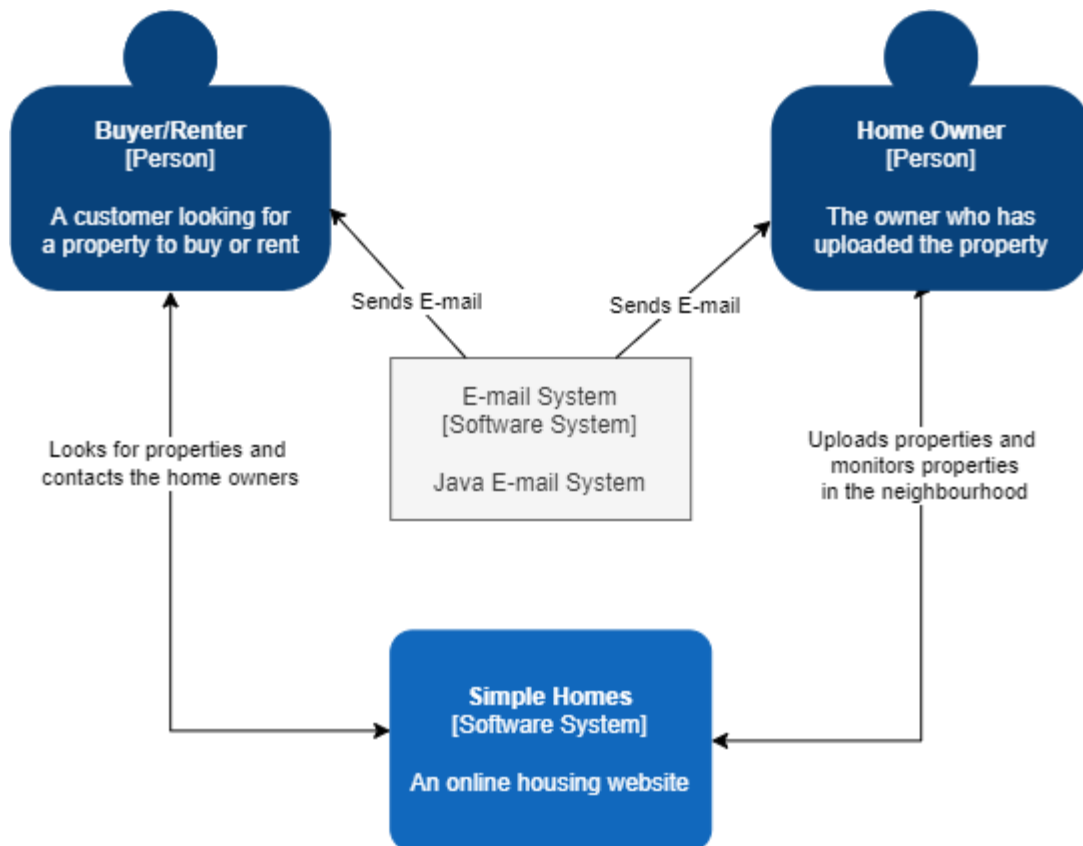 Buyer/Renter
[Person]
A customer looking for
a property to buy or rent
Home Owner
[Person]
The owner who has
uploaded the property
Sends E-mail
Sends E-mail
E-mail System
[Software System]
Java E-mail System
Looks for properties and
contacts the home owners
Uploads properties and
monitors properties
in the neighbourhood
Simple Homes
[Software System]
An online housing website